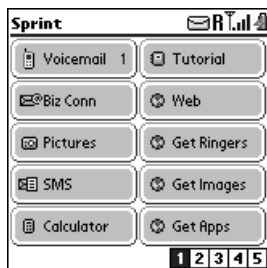 Sprint R
Voicemail 1 Tutorial
Biz Conn Web
Pictures Get Ringers
SMS Get Images
Calculator Get Apps
1 2 3 4 5